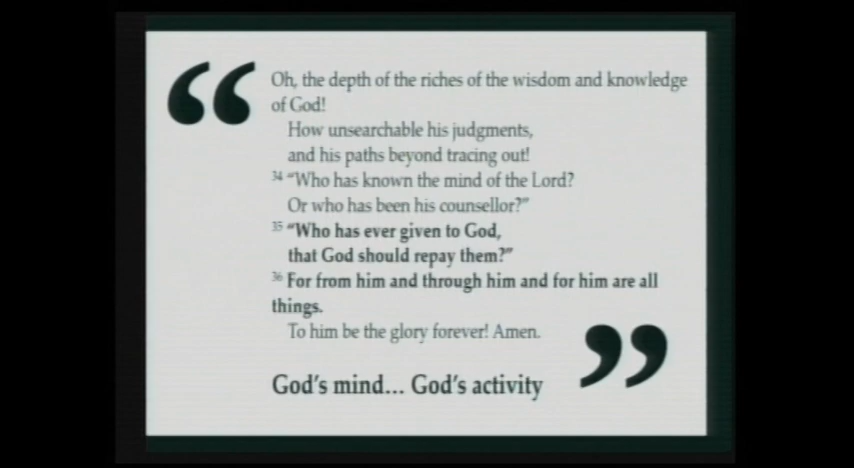 “
Oh, the depth of the riches of the wisdom and knowledge
of God!
How unsearchable his judgments,
and his paths beyond tracing out!
34 “Who has known the mind of the Lord?
Or who has been his counsellor?”
35 “Who has ever given to God,
that God should repay them?”
36 For from him and through him and for him are all
things.
To him be the glory forever! Amen.
”
God’s mind... God’s activity